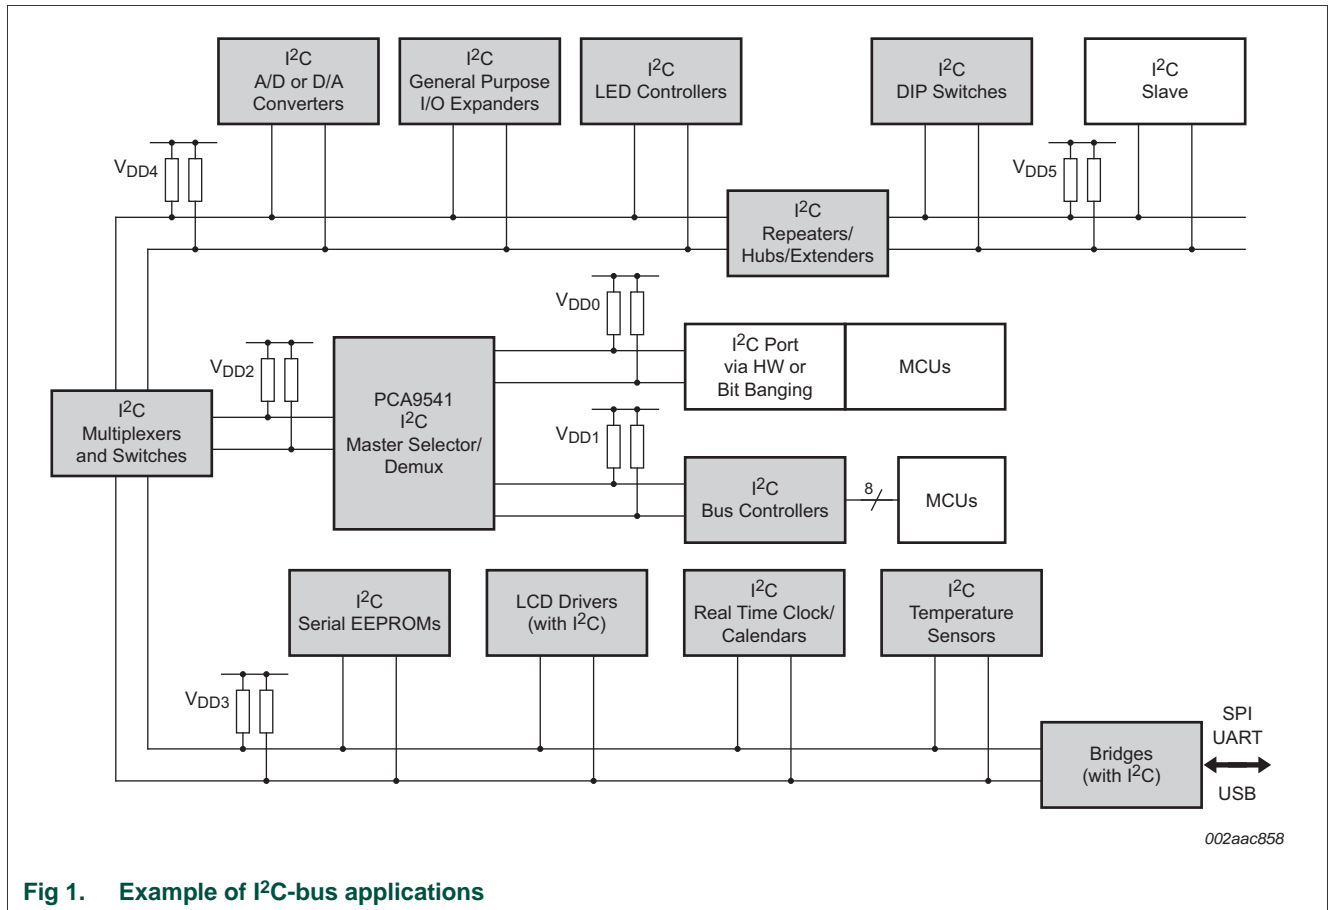 I²C
A/D or D/A
Converters
I²C
General Purpose
I/O Expanders
I²C
LED Controllers
I²C
DIP Switches
I²C
Slave
VDD4
VDD5
I²C
Repeaters/
Hubs/Extenders
VDD0
I²C Port
via HW or
Bit Banging
MCUs
VDD2
PCA9541
I²C
Master Selector/
Demux
I²C
Multiplexers
and Switches
VDD1
I²C
Bus Controllers
8
MCUs
I²C
Serial EEPROMs
LCD Drivers
(with I²C)
I²C
Real Time Clock/
Calendars
I²C
Temperature
Sensors
VDD3
Bridges
(with I²C)
SPI
UART
USB
002aac858
Fig 1. Example of I²C-bus applications